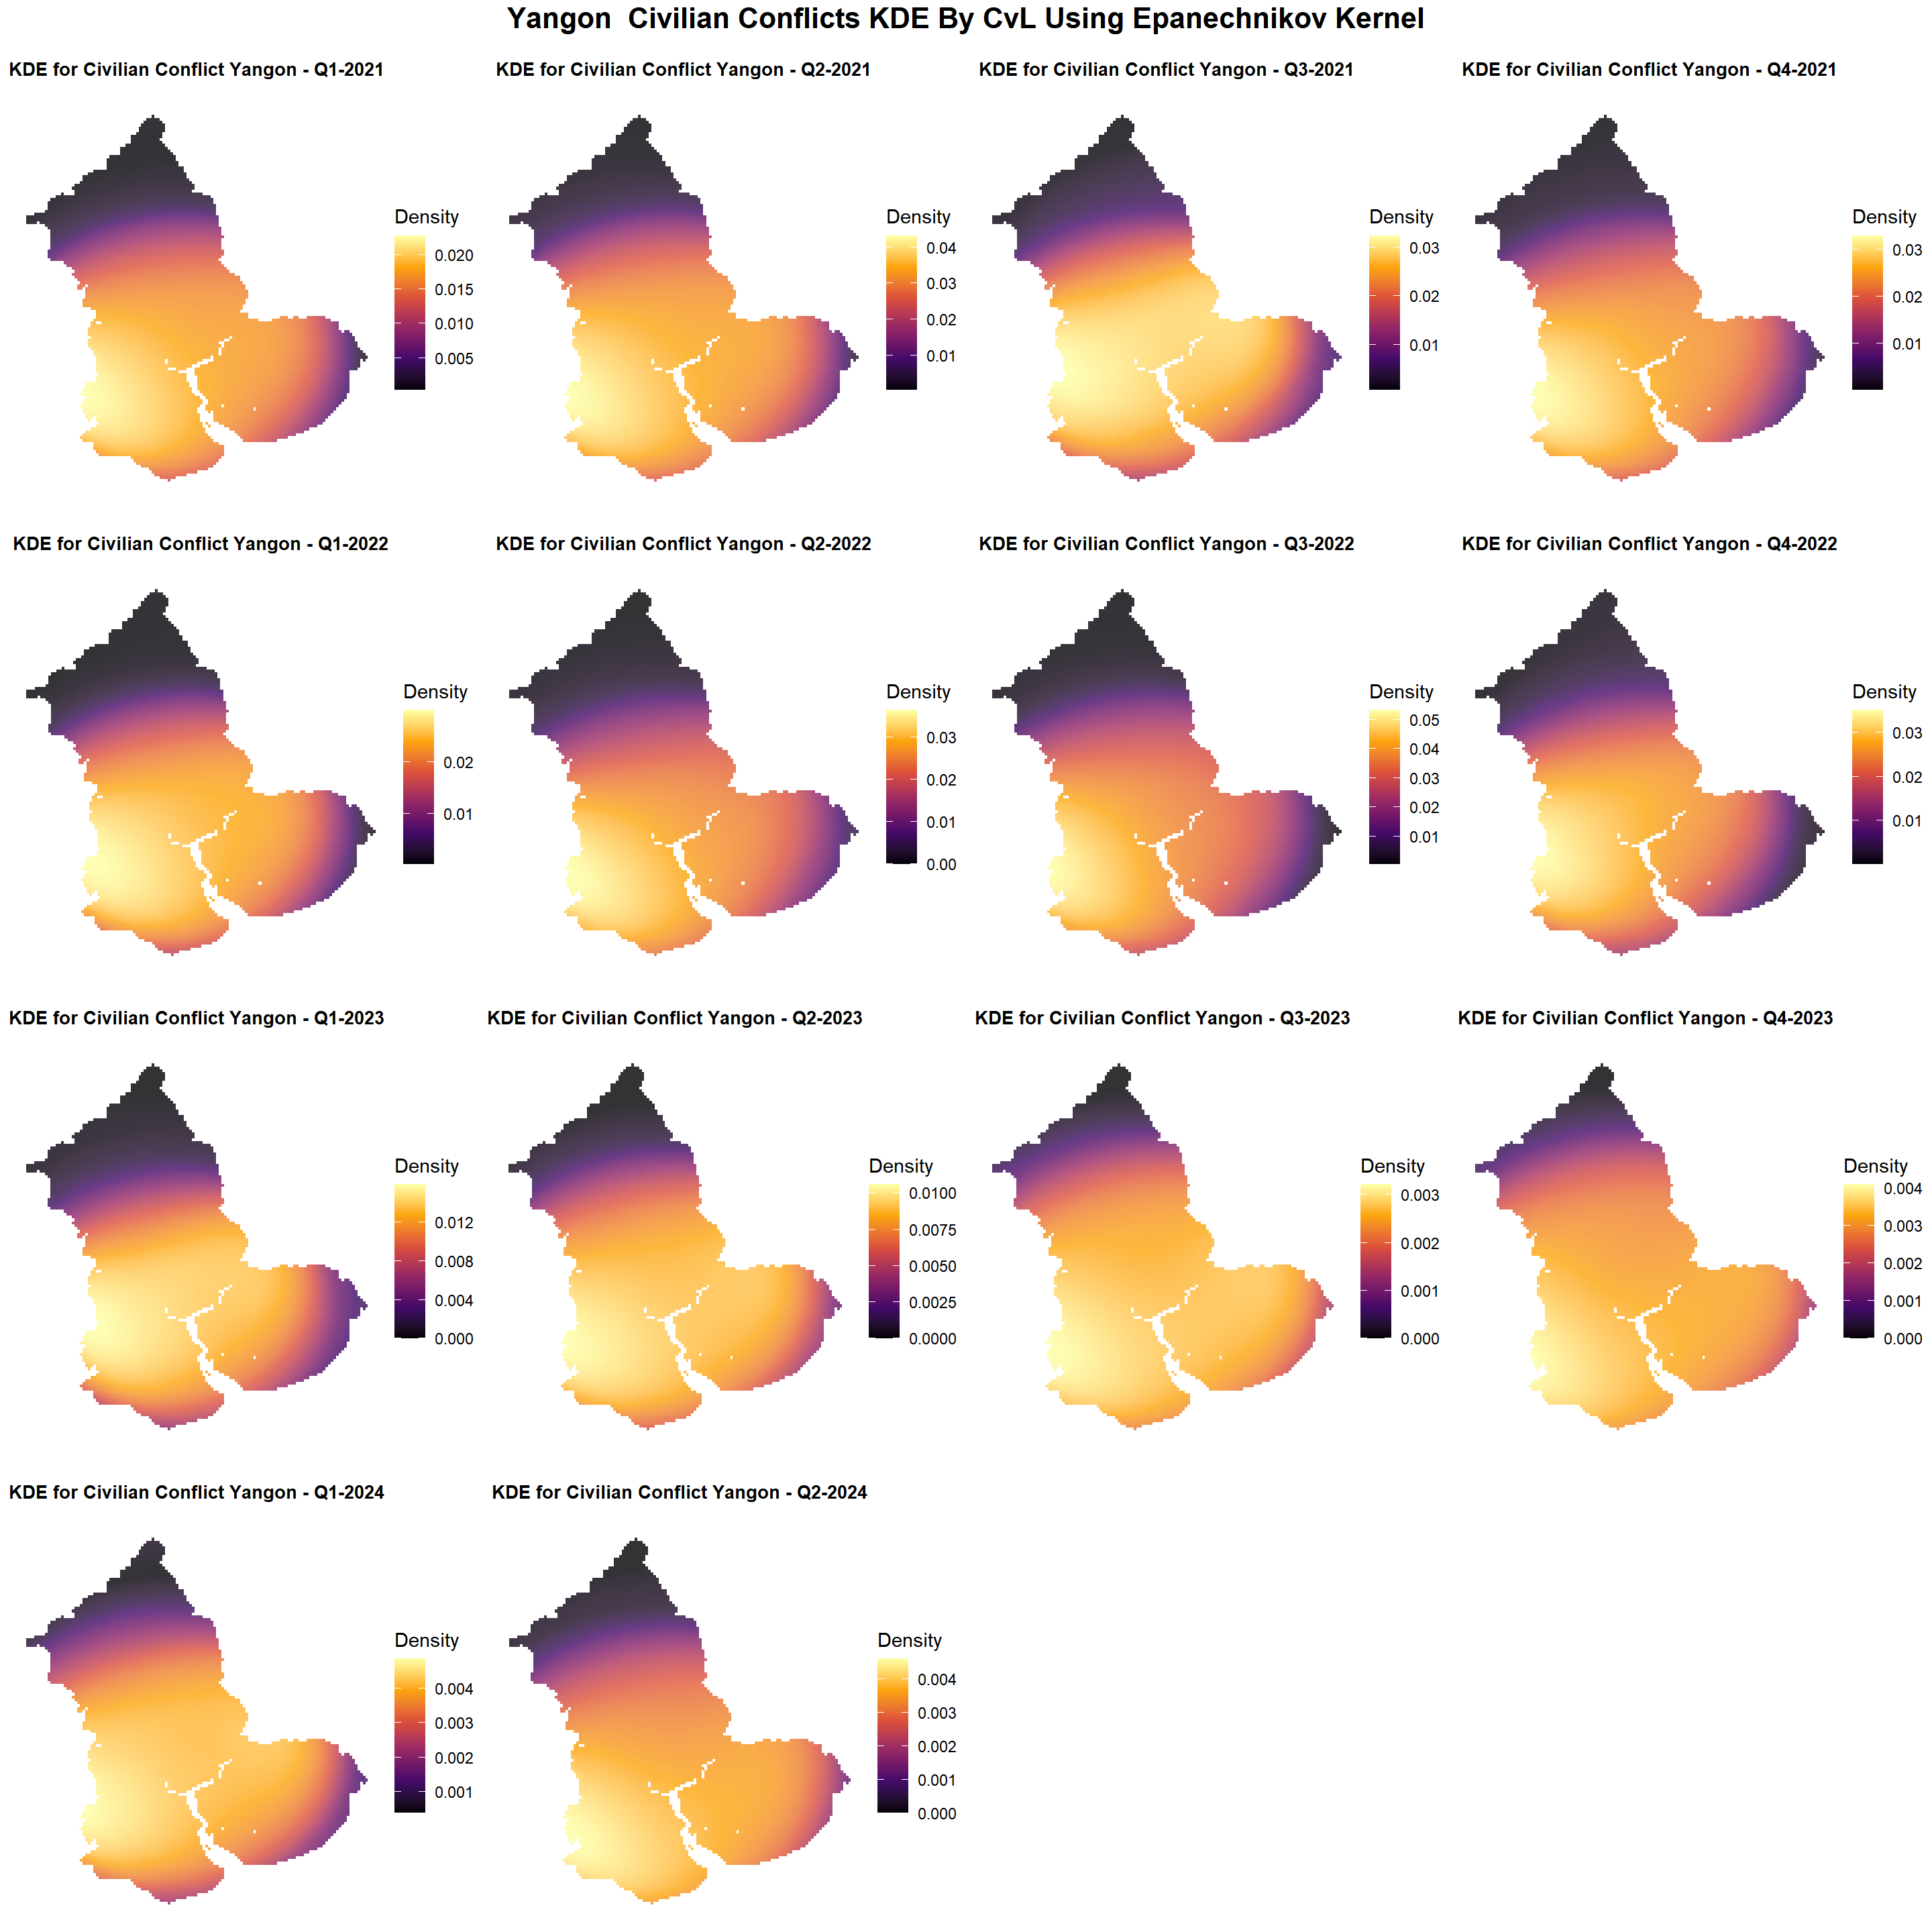 Yangon  Civilian Conflicts KDE By CvL Using Epanechnikov Kernel
KDE for Civilian Conflict Yangon - Q1-2021
Density
0.020
0.015
0.010
0.005
KDE for Civilian Conflict Yangon - Q2-2021
Density
0.04
0.03
0.02
0.01
KDE for Civilian Conflict Yangon - Q3-2021
Density
0.03
0.02
0.01
KDE for Civilian Conflict Yangon - Q4-2021
Density
0.03
0.02
0.01
KDE for Civilian Conflict Yangon - Q1-2022
Density
0.02
0.01
KDE for Civilian Conflict Yangon - Q2-2022
Density
0.03
0.02
0.01
0.00
KDE for Civilian Conflict Yangon - Q3-2022
Density
0.05
0.04
0.03
0.02
0.01
KDE for Civilian Conflict Yangon - Q4-2022
Density
0.03
0.02
0.01
KDE for Civilian Conflict Yangon - Q1-2023
Density
0.012
0.008
0.004
0.000
KDE for Civilian Conflict Yangon - Q2-2023
Density
0.0100
0.0075
0.0050
0.0025
0.0000
KDE for Civilian Conflict Yangon - Q3-2023
Density
0.003
0.002
0.001
0.000
KDE for Civilian Conflict Yangon - Q4-2023
Density
0.004
0.003
0.002
0.001
0.000
KDE for Civilian Conflict Yangon - Q1-2024
Density
0.004
0.003
0.002
0.001
KDE for Civilian Conflict Yangon - Q2-2024
Density
0.004
0.003
0.002
0.001
0.000